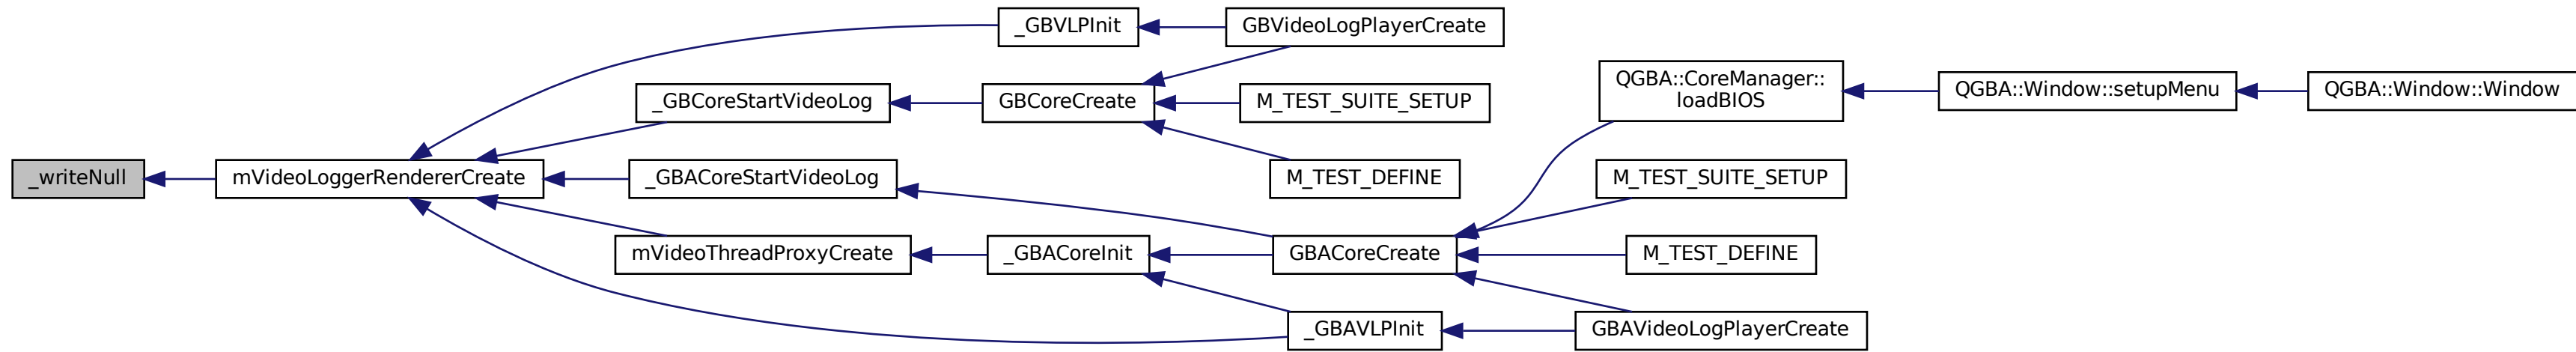 _GBVLPInit
GBVideoLogPlayerCreate
_GBCoreStartVideoLog
GBCoreCreate
M_TEST_SUITE_SETUP
QGBA::CoreManager::
loadBIOS
QGBA::Window::setupMenu
QGBA::Window::Window
_writeNull
mVideoLoggerRendererCreate
_GBACoreStartVideoLog
M_TEST_DEFINE
M_TEST_SUITE_SETUP
mVideoThreadProxyCreate
_GBACoreInit
GBACoreCreate
M_TEST_DEFINE
_GBAVLPInit
GBAVideoLogPlayerCreate